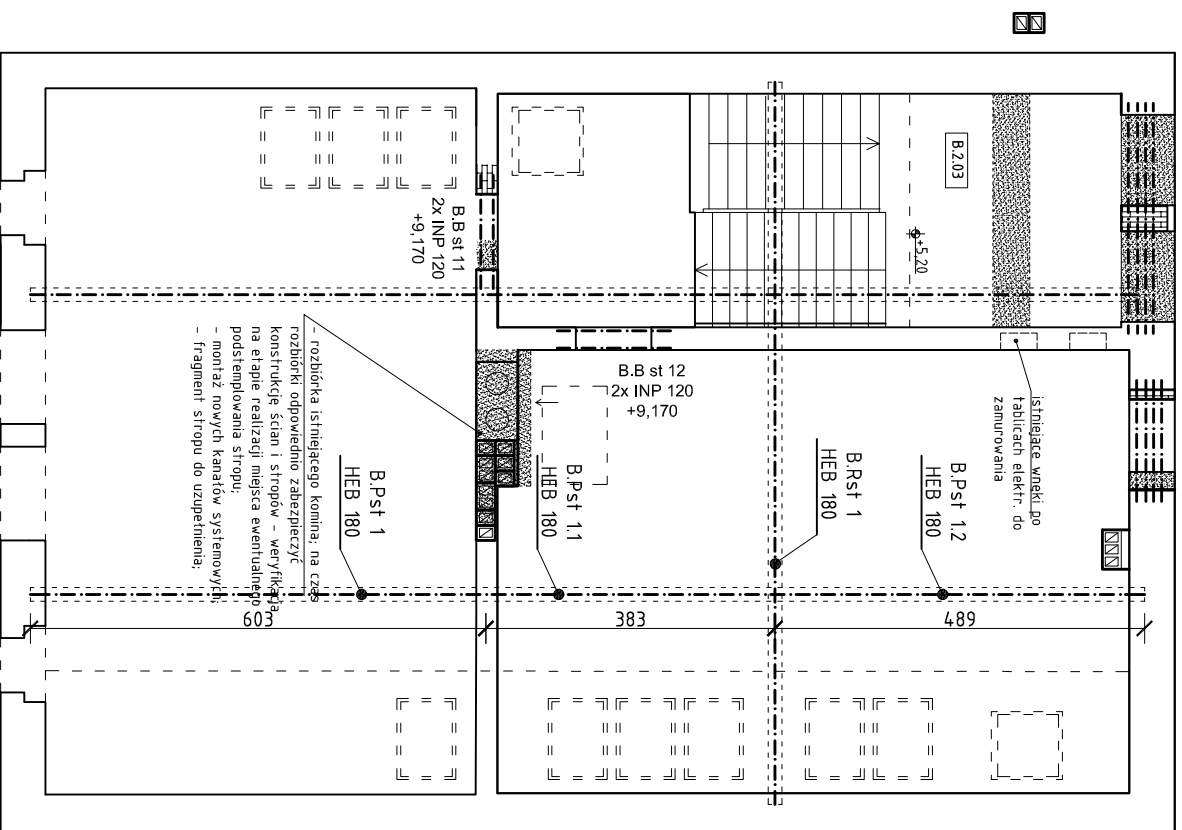 B.2.03
+5,20
B.B st 11
2x INP 120
+9,170
B.B st 12
2x INP 120
+9,170
istniejące wnęki po
tablicach elektr. do
zamurowania
- rozbiórka istniejącego komina; na czas
rozbiórki odpowiednio zabezpieczyć
konstrukcję ścian i stropów - weryfikacja
na etapie realizacji miejsca ewentualnego
podstemplowania stropu;
- montaż nowych kanałów systemowych;
- fragment stropu do uzupełnienia;
B.Pst 1
HEB 180
B.Pst 1.1
HEB 180
B.Rst 1
HEB 180
B.Pst 1.2
HEB 180
603
383
489